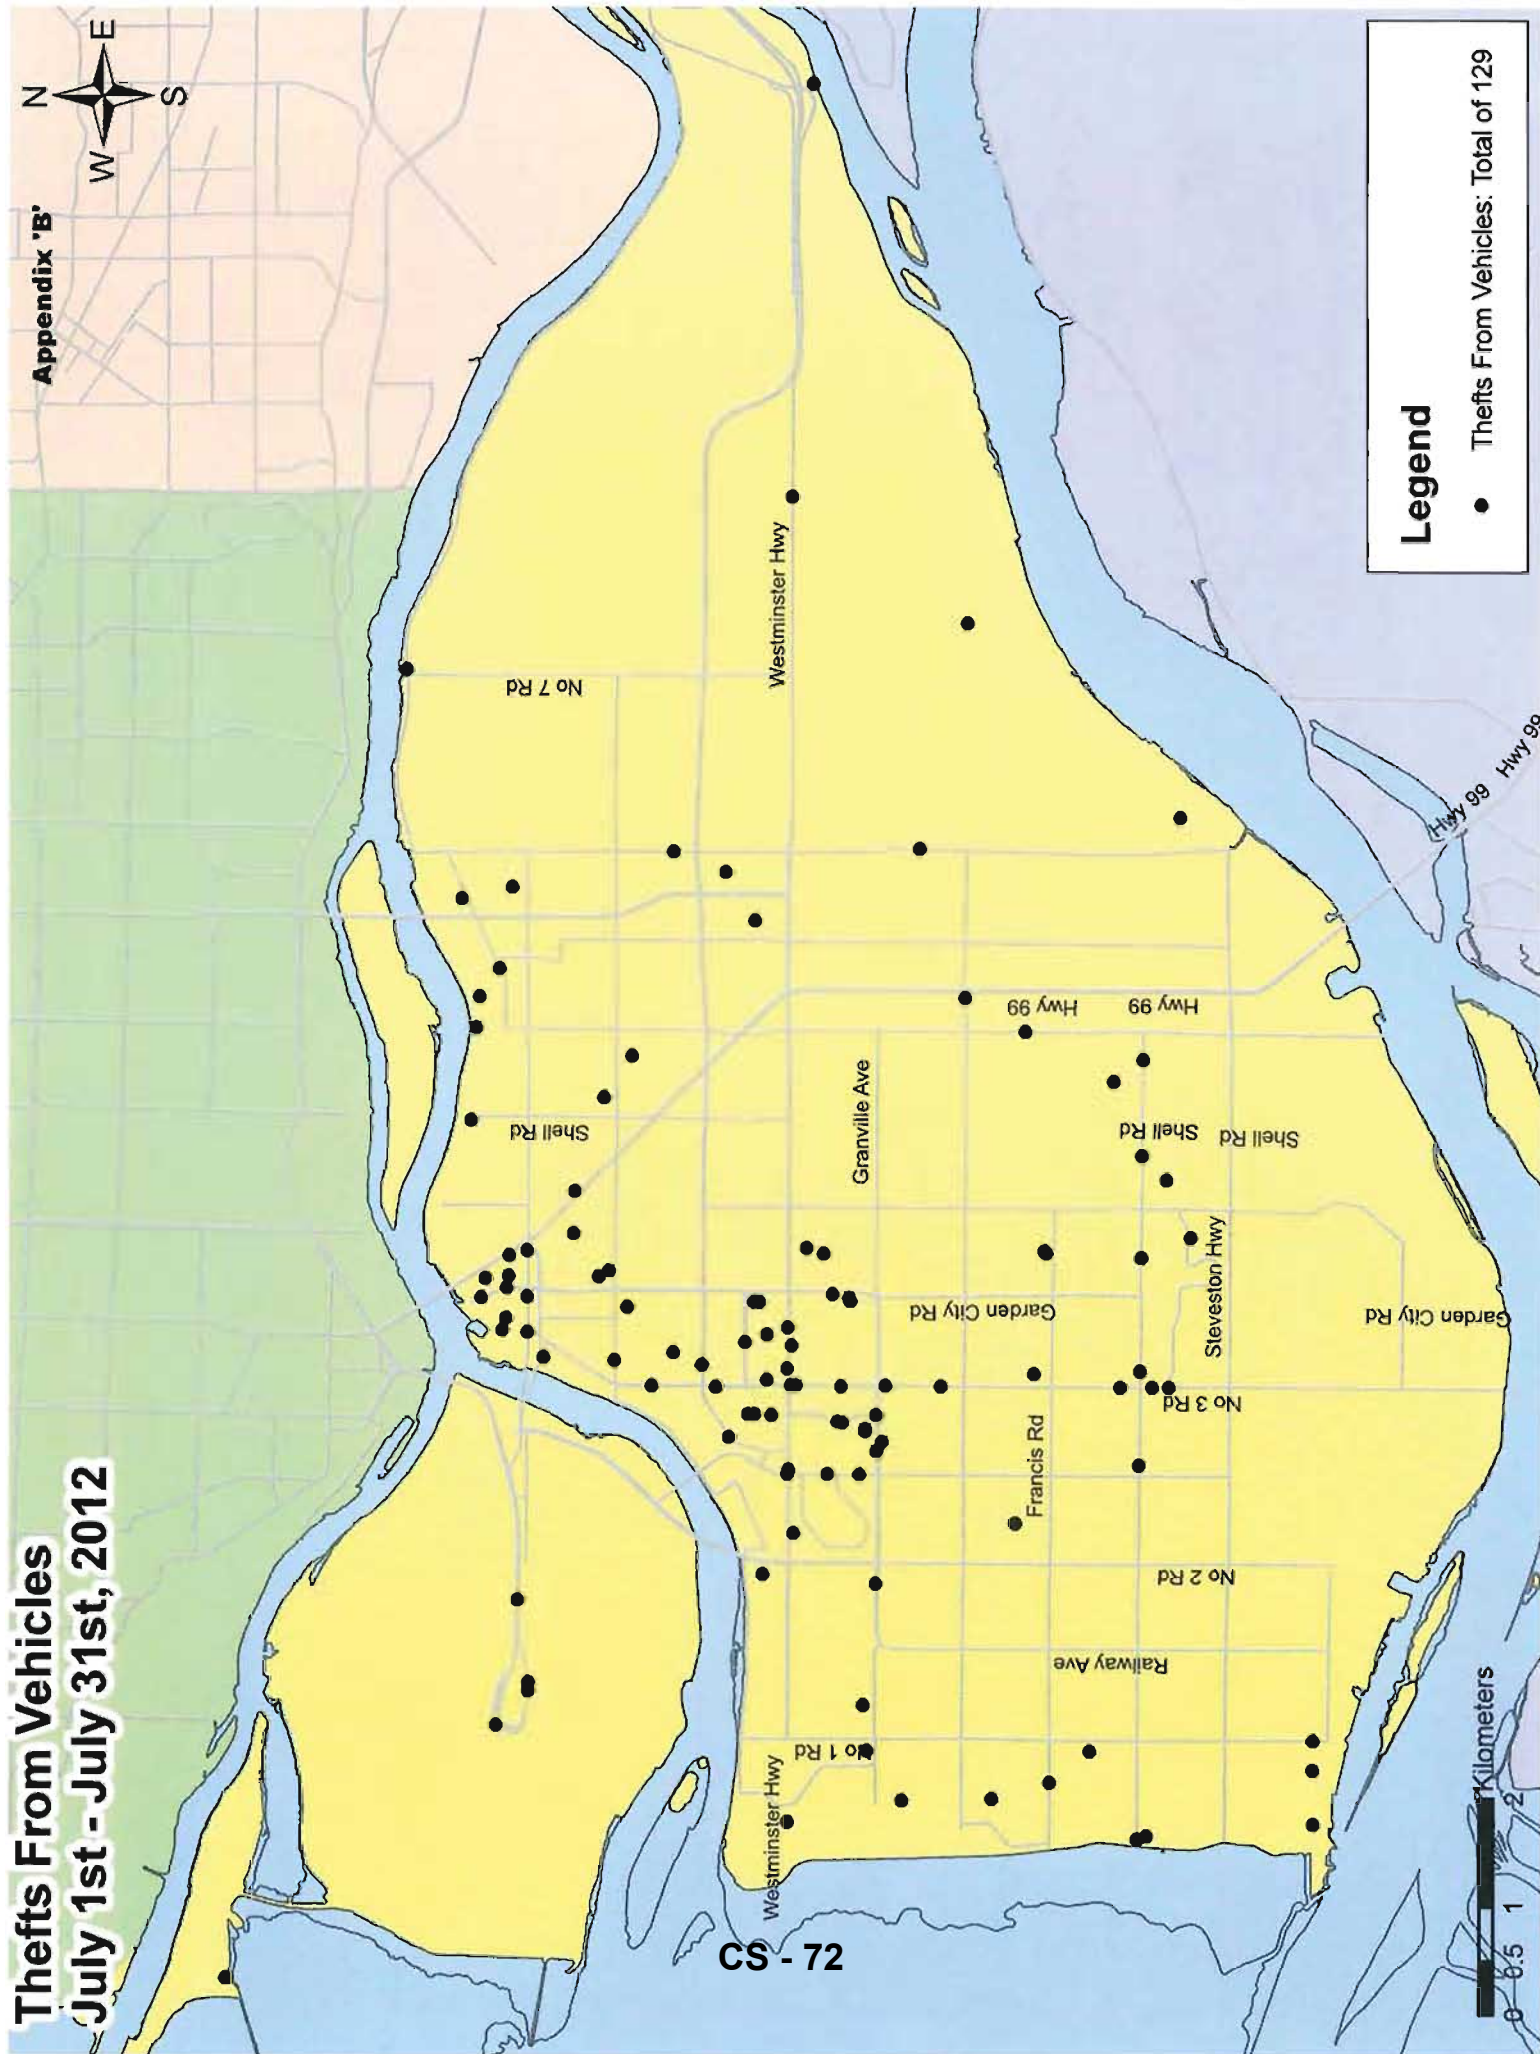 Thefts From Vehicles
July 1st - July 31st, 2012
Appendix 'B'
N
W E
S
No 7 Rd
Westminster Hwy
Shell Rd
Granville Ave
Hwy 99
Hwy 99
Shell Rd
Shell Rd
Hwy 99
Hwy 99
Garden City Rd
Steveston Hwy
Garden City Rd
No 3 Rd
Francis Rd
No 2 Rd
Railway Ave
No 1 Rd
Westminster Hwy
Legend
Thefts From Vehicles: Total of 129
Kilometers
0 0.5 1 2
CS - 72